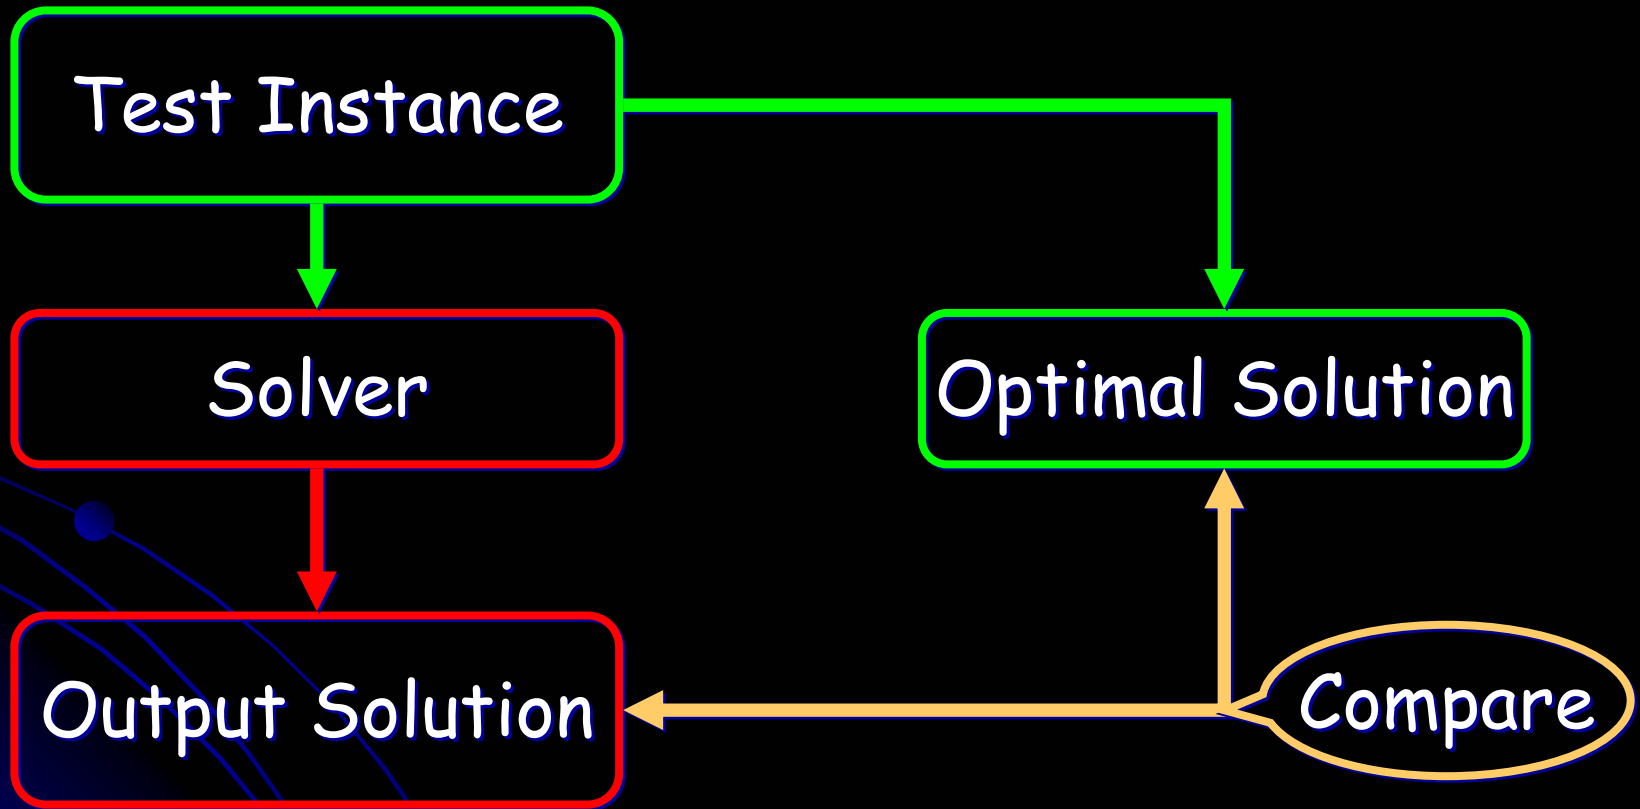 Test Instance
Solver
Optimal Solution
Output Solution
Compare